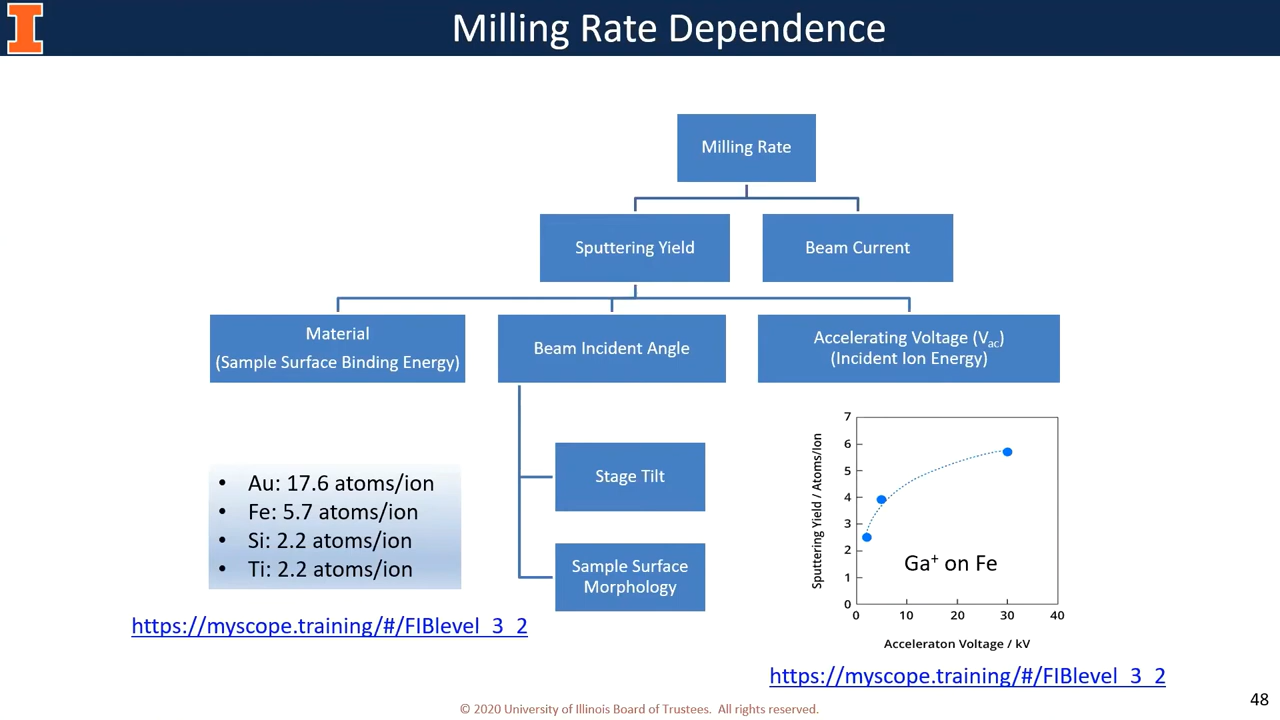 Milling Rate Dependence
Milling Rate
Sputtering Yield
Beam Current
Material
(Sample Surface Binding Energy)
Beam Incident Angle
Accelerating Voltage (Vac)
(Incident Ion Energy)
Stage Tilt
Sample Surface
Morphology
• Au: 17.6 atoms/ion
• Fe: 5.7 atoms/ion
• Si: 2.2 atoms/ion
• Ti: 2.2 atoms/ion
https://myscope.training/#/FIBlevel_3_2
Sputtering Yield / Atoms/Ion
7
6
5
4
3
2
1
0
Ga+ on Fe
0 10 20 30 40
Acceleraton Voltage / kV
https://myscope.training/#/FIBlevel_3_2
© 2020 University of Illinois Board of Trustees. All rights reserved.
48